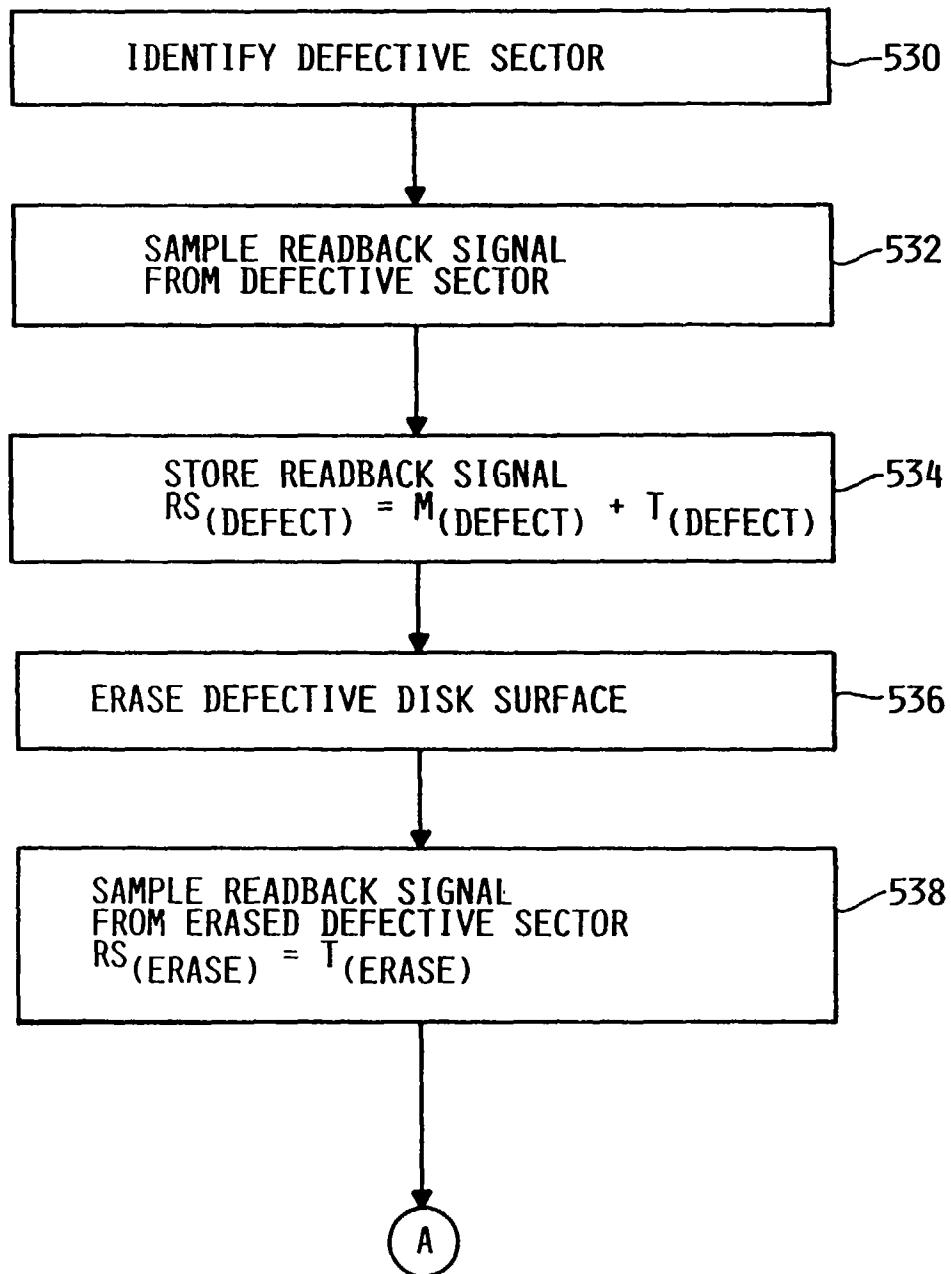 IDENTIFY DEFECTIVE SECTOR
530
SAMPLE READBACK SIGNAL
FROM DEFECTIVE SECTOR
532
STORE READBACK SIGNAL
RS(DEFECT) = M(DEFECT) + T(DEFECT)
534
ERASE DEFECTIVE DISK SURFACE
536
SAMPLE READBACK SIGNAL
FROM ERASED DEFECTIVE SECTOR
RS(ERASE) = T(ERASE)
538
A